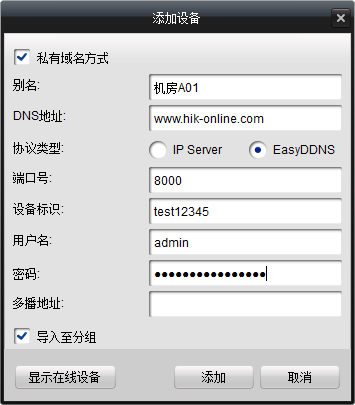 添加设备
私有域名方式
别名: 机房A01
DNS地址: www.hik-online.com
协议类型: IP Server EasyDDNS
端口号: 8000
设备标识: test12345
用户名: admin
密码: ●●●●●●●●●●●●●●●●
多播地址:
导入至分组
显示在线设备 添加 取消